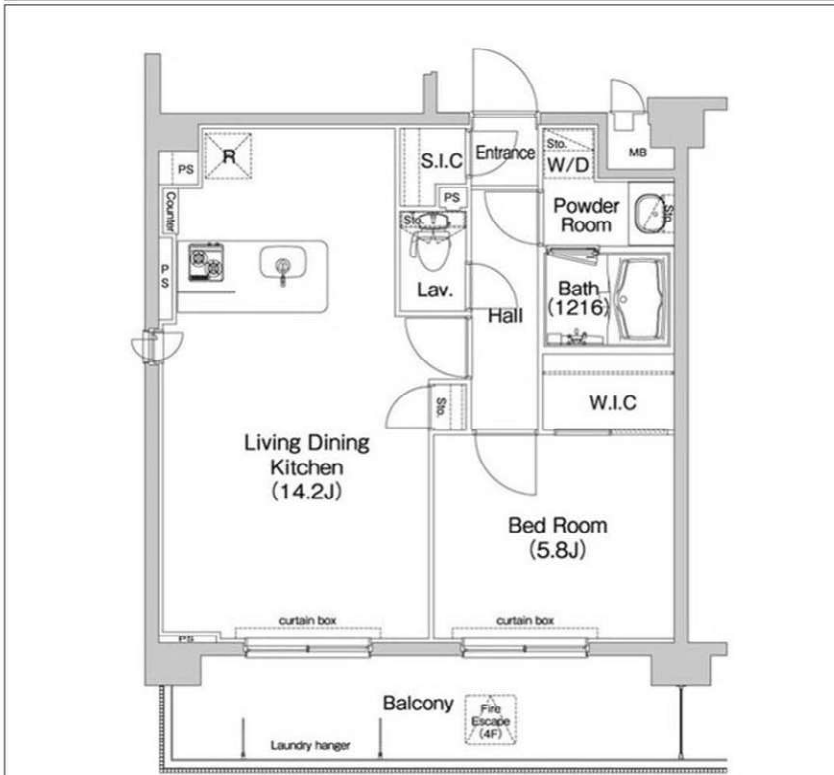 PS
R
S.I.C
Entrance
Sto.
W/D
MB
Counter
PS
Sto.
Powder
Room
Sto.
PS
Lav.
Hall
Bath
(1216)
Sto.
W.I.C
Living Dining
Kitchen
(14.2J)
Bed Room
(5.8J)
curtain box
curtain box
PS
Balcony
Fire
Escape
(4F)
Laundry hanger